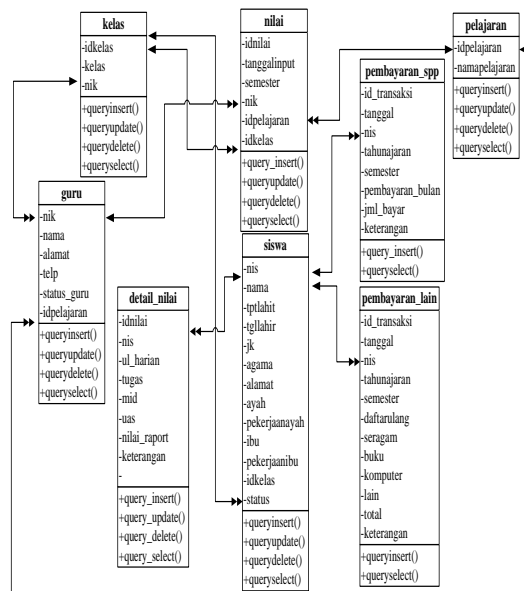 kelas
-idkelas
-kelas
-nik
+queryinsert()
+queryupdate()
+querydelete()
+queryselect()
nilai
-idnilai
-tanggalinput
-semester
-nik
-idpelajaran
-idkelas
+query_insert()
+queryupdate()
+querydelete()
+queryselect()
pelajaran
-idpelajaran
-namapelajaran
+queryinsert()
+queryupdate()
+querydelete()
+queryselect()
pembayaran_spp
-id_transaksi
-tanggal
-nis
-tahunajaran
-semester
-pembayaran_bulan
-jml_bayar
-keterangan
+query_insert()
+queryselect()
guru
-nik
-nama
-alamat
-telp
-status_guru
-idpelajaran
+queryinsert()
+queryupdate()
+querydelete()
+queryselect()
detail_nilai
-idnilai
-nis
-ul_harian
-tugas
-mid
-uas
-nilai_raport
-keterangan
-
+query_insert()
+query_update()
+query_delete()
+query_select()
siswa
-nis
-nama
-tptlahit
-tgllahir
-jk
-agama
-alamat
-ayah
-pekerjaanayah
-ibu
-pekerjaanibu
-idkelas
-status
+queryinsert()
+queryupdate()
+querydelete()
+queryselect()
pembayaran_lain
-id_transaksi
-tanggal
-nis
-tahunajaran
-semester
-daftarulang
-seragam
-buku
-komputer
-lain
-total
-keterangan
+queryinsert()
+queryselect()